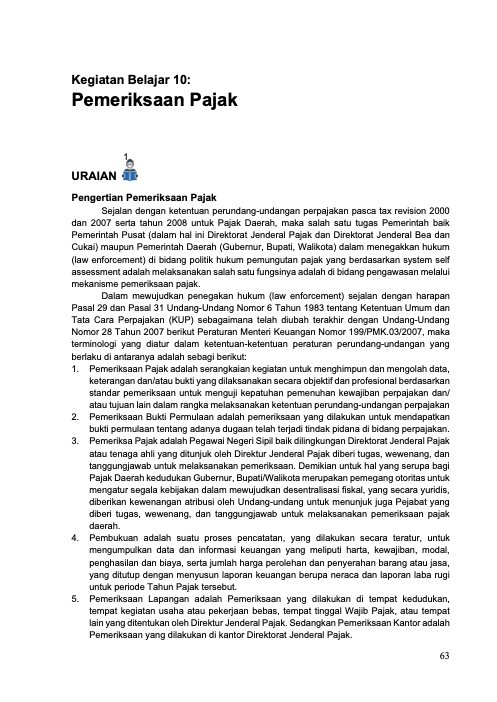 Kegiatan Belajar 10:
Pemeriksaan Pajak
1
URAIAN
Pengertian Pemeriksaan Pajak
Sejalan dengan ketentuan perundang-undangan perpajakan pasca tax revision 2000
dan 2007 serta tahun 2008 untuk Pajak Daerah, maka salah satu tugas Pemerintah baik
Pemerintah Pusat (dalam hal ini Direktorat Jenderal Pajak dan Direktorat Jenderal Bea dan
Cukai) maupun Pemerintah Daerah (Gubernur, Bupati, Walikota) dalam menegakkan hukum
(law enforcement) di bidang politik hukum pemungutan pajak yang berdasarkan system self
assessment adalah melaksanakan salah satu fungsinya adalah di bidang pengawasan melalui
mekanisme pemeriksaan pajak.
Dalam mewujudkan penegakan hukum (law enforcement) sejalan dengan harapan
Pasal 29 dan Pasal 31 Undang-Undang Nomor 6 Tahun 1983 tentang Ketentuan Umum dan
Tata Cara Perpajakan (KUP) sebagaimana telah diubah terakhir dengan Undang-Undang
Nomor 28 Tahun 2007 berikut Peraturan Menteri Keuangan Nomor 199/PMK.03/2007, maka
terminologi yang diatur dalam ketentuan-ketentuan peraturan perundang-undangan yang
berlaku di antaranya adalah sebagi berikut:
1. Pemeriksaan Pajak adalah serangkaian kegiatan untuk menghimpun dan mengolah data,
keterangan dan/atau bukti yang dilaksanakan secara objektif dan profesional berdasarkan
standar pemeriksaan untuk menguji kepatuhan pemenuhan kewajiban perpajakan dan/
atau tujuan lain dalam rangka melaksanakan ketentuan perundang-undangan perpajakan
2. Pemeriksaan Bukti Permulaan adalah pemeriksaan yang dilakukan untuk mendapatkan
bukti permulaan tentang adanya dugaan telah terjadi tindak pidana di bidang perpajakan.
3. Pemeriksa Pajak adalah Pegawai Negeri Sipil baik dilingkungan Direktorat Jenderal Pajak
atau tenaga ahli yang ditunjuk oleh Direktur Jenderal Pajak diberi tugas, wewenang, dan
tanggungjawab untuk melaksanakan pemeriksaan. Demikian untuk hal yang serupa bagi
Pajak Daerah kedudukan Gubernur, Bupati/Walikota merupakan pemegang otoritas untuk
mengatur segala kebijakan dalam mewujudkan desentralisasi fiskal, yang secara yuridis,
diberikan kewenangan atribusi oleh Undang-undang untuk menunjuk juga Pejabat yang
diberi tugas, wewenang, dan tanggungjawab untuk melaksanakan pemeriksaan pajak
daerah.
4. Pembukuan adalah suatu proses pencatatan, yang dilakukan secara teratur, untuk
mengumpulkan data dan informasi keuangan yang meliputi harta, kewajiban, modal,
penghasilan dan biaya, serta jumlah harga perolehan dan penyerahan barang atau jasa,
yang ditutup dengan menyusun laporan keuangan berupa neraca dan laporan laba rugi
untuk periode Tahun Pajak tersebut.
5. Pemeriksaan Lapangan adalah Pemeriksaan yang dilakukan di tempat kedudukan,
tempat kegiatan usaha atau pekerjaan bebas, tempat tinggal Wajib Pajak, atau tempat
lain yang ditentukan oleh Direktur Jenderal Pajak. Sedangkan Pemeriksaan Kantor adalah
Pemeriksaan yang dilakukan di kantor Direktorat Jenderal Pajak.
63